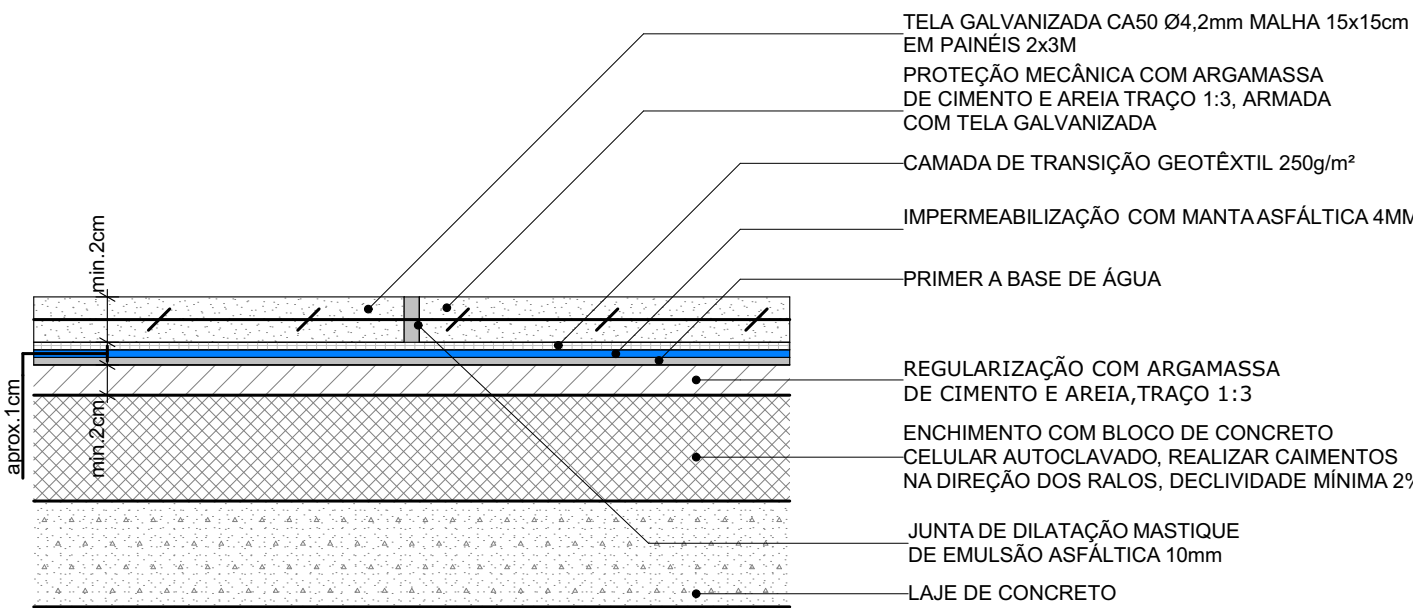 TELA GALVANIZADA CA50 Ø4,2mm MALHA 15x15cm
EM PAINÉIS 2x3M
PROTEÇÃO MECÂNICA COM ARGAMASSA
DE CIMENTO E AREIA TRAÇO 1:3, ARMADA
COM TELA GALVANIZADA
CAMADA DE TRANSIÇÃO GEOTÊXTIL 250g/m²
IMPERMEABILIZAÇÃO COM MANTA ASFÁLTICA 4MM
PRIMER A BASE DE ÁGUA
REGULARIZAÇÃO COM ARGAMASSA
DE CIMENTO E AREIA,TRAÇO 1:3
ENCHIMENTO COM BLOCO DE CONCRETO
CELULAR AUTOCLAVADO, REALIZAR CAIMENTOS
NA DIREÇÃO DOS RALOS, DECLIVIDADE MÍNIMA 2%
JUNTA DE DILATAÇÃO MASTIQUE
DE EMULSÃO ASFÁLTICA 10mm
LAJE DE CONCRETO
min.2cm
aprox.1cm
min.2cm